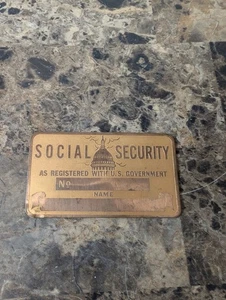 SOCIAL SECURITY
AS REGISTERED WITH U.S. GOVERNMENT
No
NAME